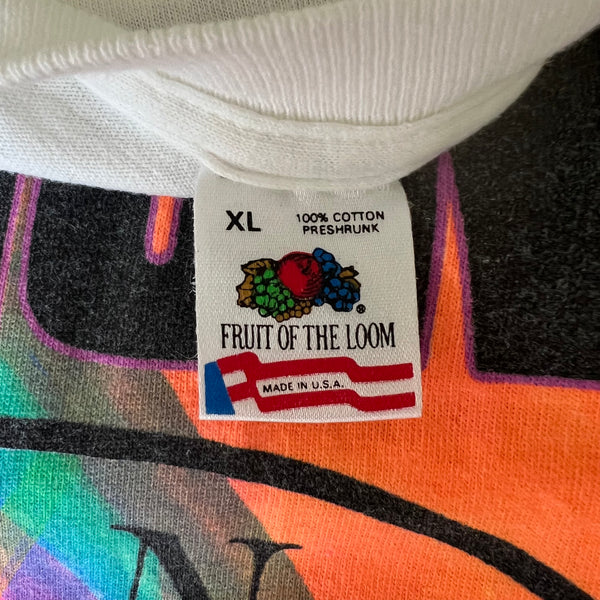 XL
100% COTTON
PRESHRUNK
®
FRUIT OF THE LOOM
MADE IN U.S.A.
N